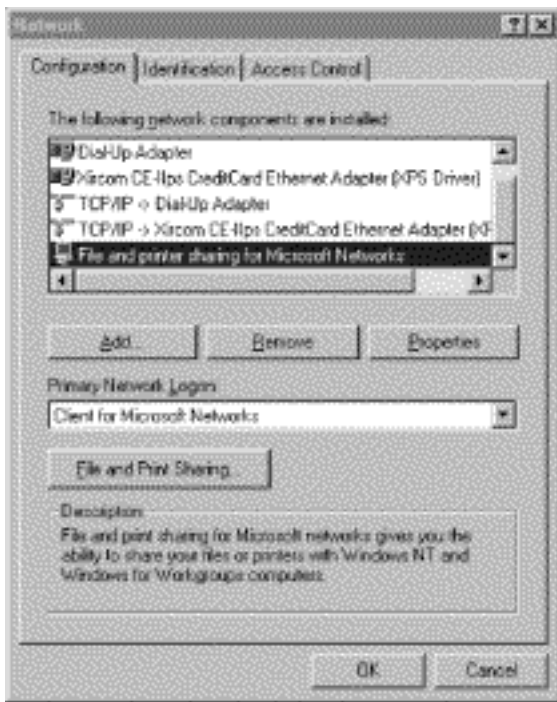 Network
Configuration Identification Access Control
The following network components are installed:
Dial-Up Adapter
Xircom CE-IIps CreditCard Ethernet Adapter (XPS Driver)
TCP/IP -> Dial-Up Adapter
TCP/IP -> Xircom CE-IIps CreditCard Ethernet Adapter (XP
File and printer sharing for Microsoft Networks
Add... Remove Properties
Primary Network Logon:
Client for Microsoft Networks
File and Print Sharing...
Description
File and print sharing for Microsoft networks gives you the
ability to share your files or printers with Windows NT and
Windows for Workgroups computers.
OK Cancel